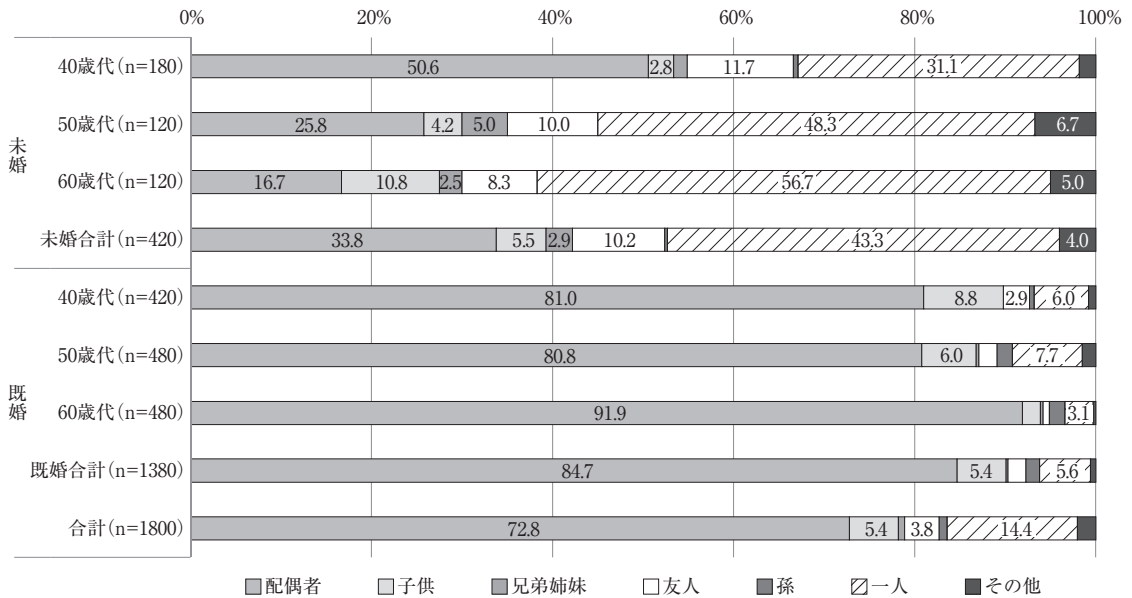 0% 20% 40% 60% 80% 100%
未婚
40歳代(n=180) 50.6 2.8 11.7 31.1
50歳代(n=120) 25.8 4.2 5.0 10.0 48.3 6.7
60歳代(n=120) 16.7 10.8 2.5 8.3 56.7 5.0
未婚合計(n=420) 33.8 5.5 2.9 10.2 43.3 4.0
既婚
40歳代(n=420) 81.0 8.8 2.9 6.0
50歳代(n=480) 80.8 6.0 7.7
60歳代(n=480) 91.9 3.1
既婚合計(n=1380) 84.7 5.4 5.6
合計(n=1800) 72.8 5.4 3.8 14.4
配偶者 子供 兄弟姉妹 友人 孫 一人 その他